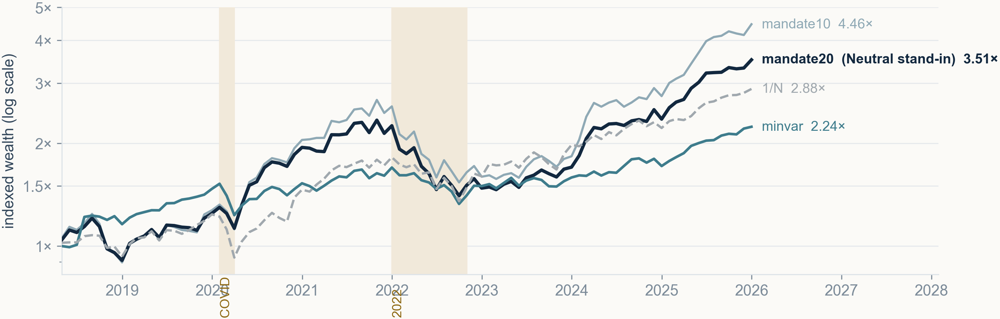 5×
4×
3×
2×
1.5×
1×
indexed wealth (log scale)
mandate10 4.46×
mandate20 (Neutral stand-in) 3.51×
1/N 2.88×
minvar 2.24×
2019 2020 2021 2022 2023 2024 2025 2026 2027 2028
COVID
2022